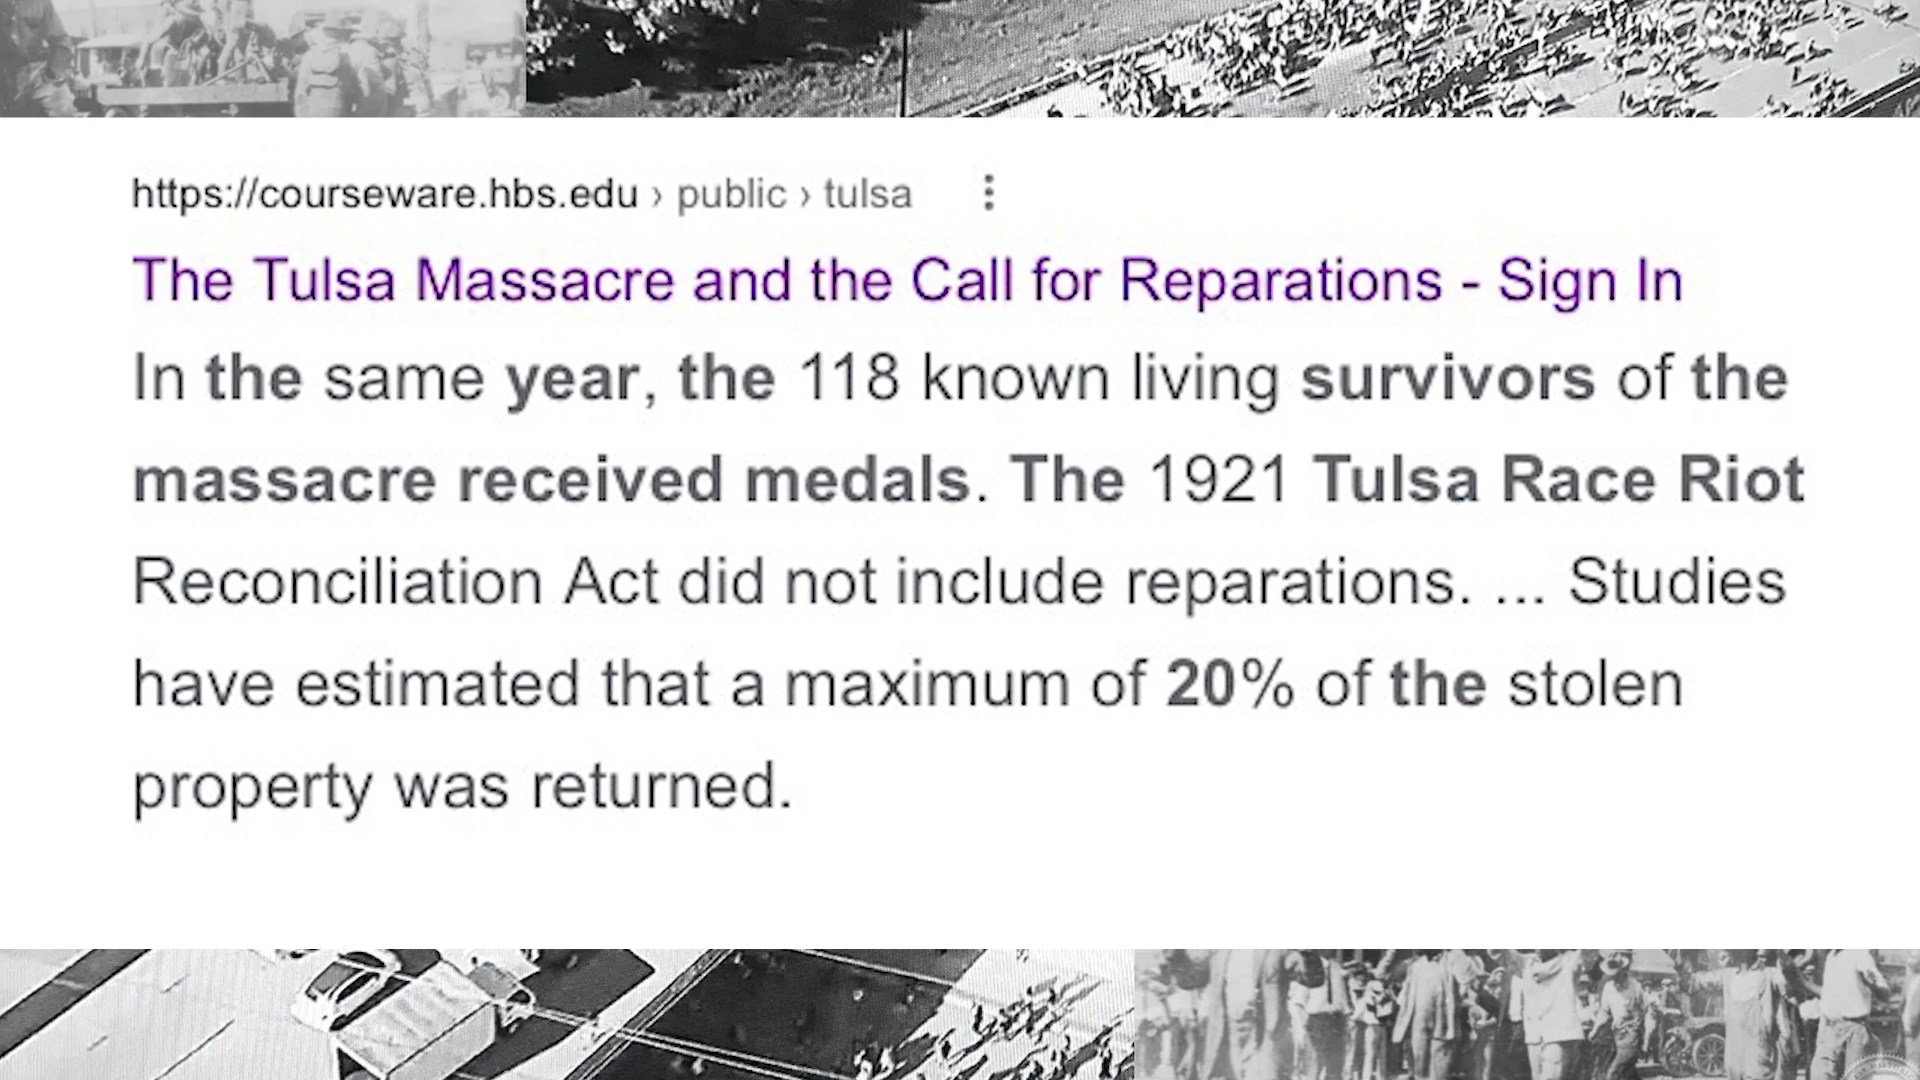 https://courseware.hbs.edu › public › tulsa
The Tulsa Massacre and the Call for Reparations - Sign In
In the same year, the 118 known living survivors of the
massacre received medals. The 1921 Tulsa Race Riot
Reconciliation Act did not include reparations. ... Studies
have estimated that a maximum of 20% of the stolen
property was returned.